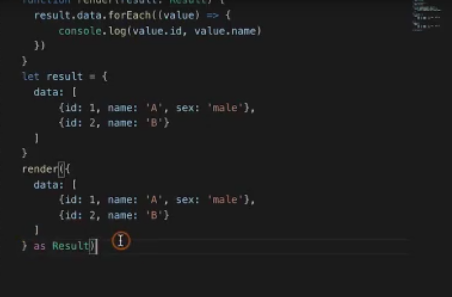 function render(result: Result) {
result.data.forEach((value) => {
console.log(value.id, value.name)
})
}
let result = {
data: [
{id: 1, name: 'A', sex: 'male'},
{id: 2, name: 'B'}
]
}
render({
data: [
{id: 1, name: 'A', sex: 'male'},
{id: 2, name: 'B'}
]
} as Result)